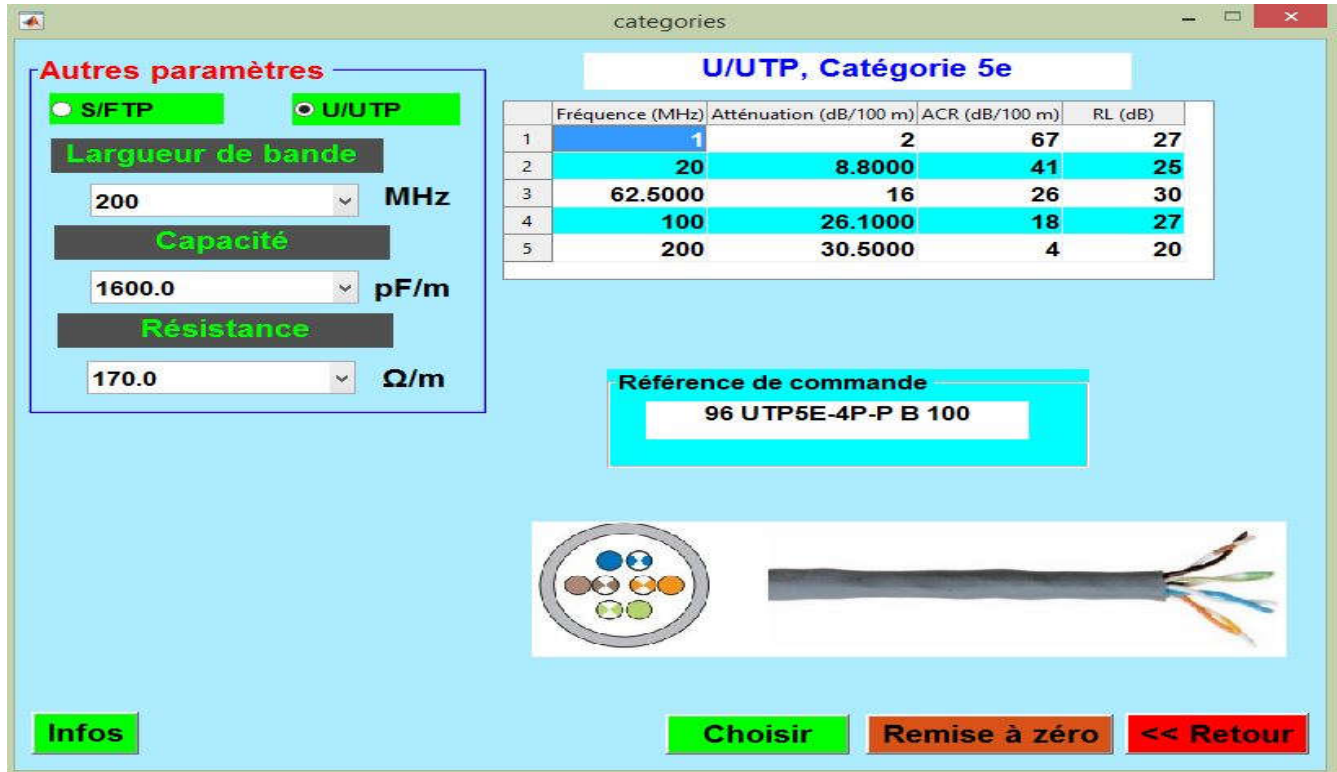 categories
Autres paramètres
S/FTP U/UTP
Largueur de bande
200 MHz
Capacité
1600.0 pF/m
Résistance
170.0 Ω/m
U/UTP, Catégorie 5e
Fréquence (MHz) Atténuation (dB/100 m) ACR (dB/100 m) RL (dB)
1 1 2 67 27
2 20 8.8000 41 25
3 62.5000 16 26 30
4 100 26.1000 18 27
5 200 30.5000 4 20
Référence de commande
96 UTP5E-4P-P B 100
Infos Choisir Remise à zéro << Retour